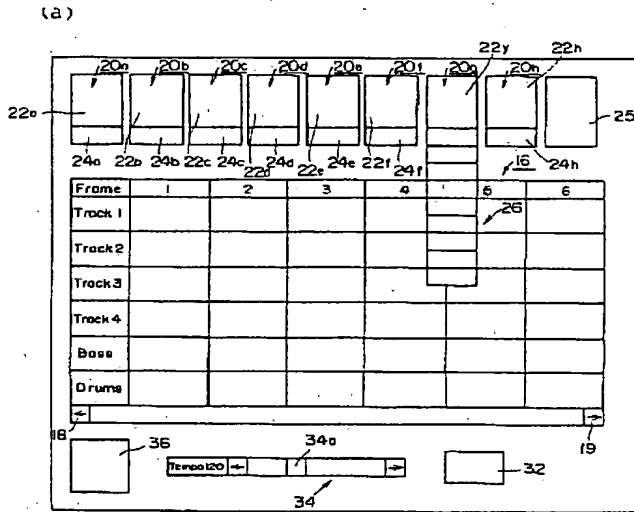 (a)
20a 20b 20c 20d 20e 20f 20g 22y 20h 22h
22a 25
24a 22b 24b 22c 24c 22d 24d 22e 24e 22f 24f 24h
16
Frame 1 2 3 4 5 6
Track 1
26
Track 2
Track 3
Track 4
Bass
Drums
18 ← → 19
36 34a
Tempo 120 ← → 32
34